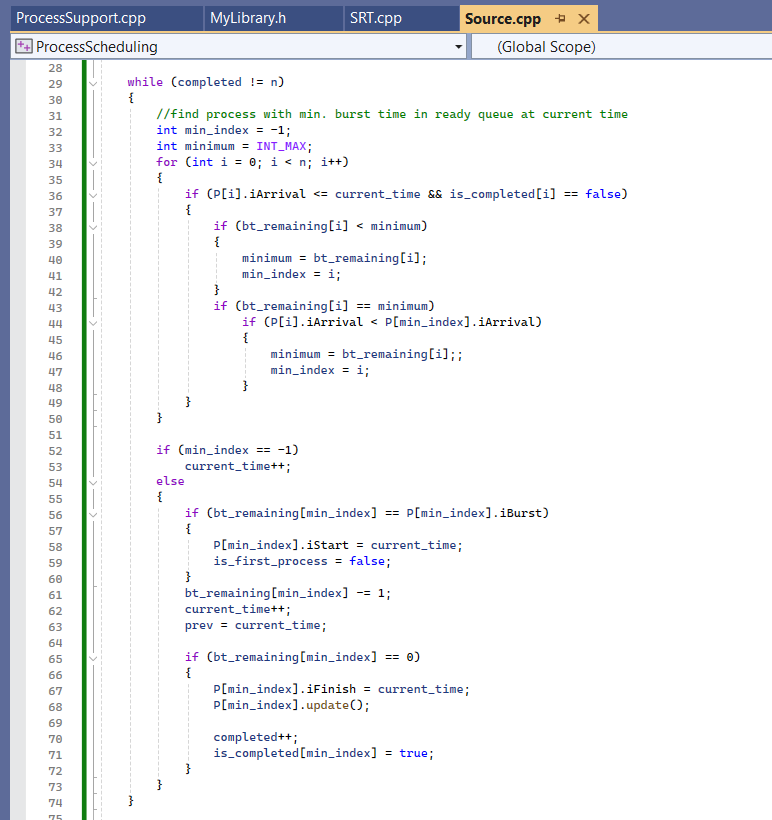 ProcessSupport.cpp MyLibrary.h SRT.cpp Source.cpp
ProcessScheduling (Global Scope)
28
29 while (completed != n)
30 {
31 //find process with min. burst time in ready queue at current time
32 int min_index = -1;
33 int minimum = INT_MAX;
34 for (int i = 0; i < n; i++)
35 {
36 if (P[i].iArrival <= current_time && is_completed[i] == false)
37 {
38 if (bt_remaining[i] < minimum)
39 {
40 minimum = bt_remaining[i];
41 min_index = i;
42 }
43 if (bt_remaining[i] == minimum)
44 if (P[i].iArrival < P[min_index].iArrival)
45 {
46 minimum = bt_remaining[i];;
47 min_index = i;
48 }
49 }
50 }
51
52 if (min_index == -1)
53 current_time++;
54 else
55 {
56 if (bt_remaining[min_index] == P[min_index].iBurst)
57 {
58 P[min_index].iStart = current_time;
59 is_first_process = false;
60 }
61 bt_remaining[min_index] -= 1;
62 current_time++;
63 prev = current_time;
64
65 if (bt_remaining[min_index] == 0)
66 {
67 P[min_index].iFinish = current_time;
68 P[min_index].update();
69
70 completed++;
71 is_completed[min_index] = true;
72 }
73 }
74 }
75